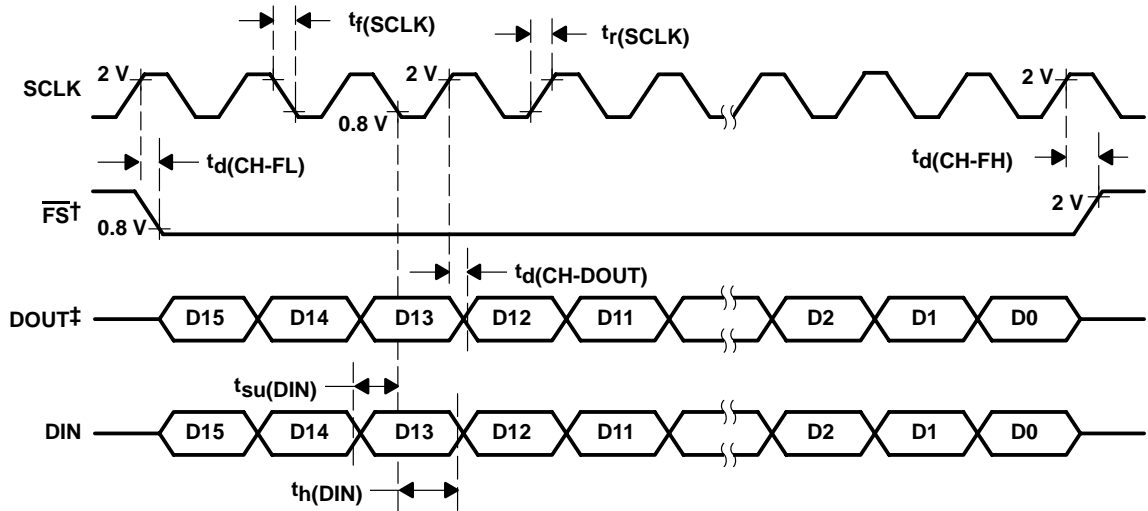 tf(SCLK)
tr(SCLK)
2 V
2 V
2 V
SCLK
0.8 V
td(CH-FL)
td(CH-FH)
FS†
0.8 V
2 V
td(CH-DOUT)
DOUT‡
D15 D14 D13 D12 D11 D2 D1 D0
tsu(DIN)
DIN
D15 D14 D13 D12 D11 D2 D1 D0
th(DIN)